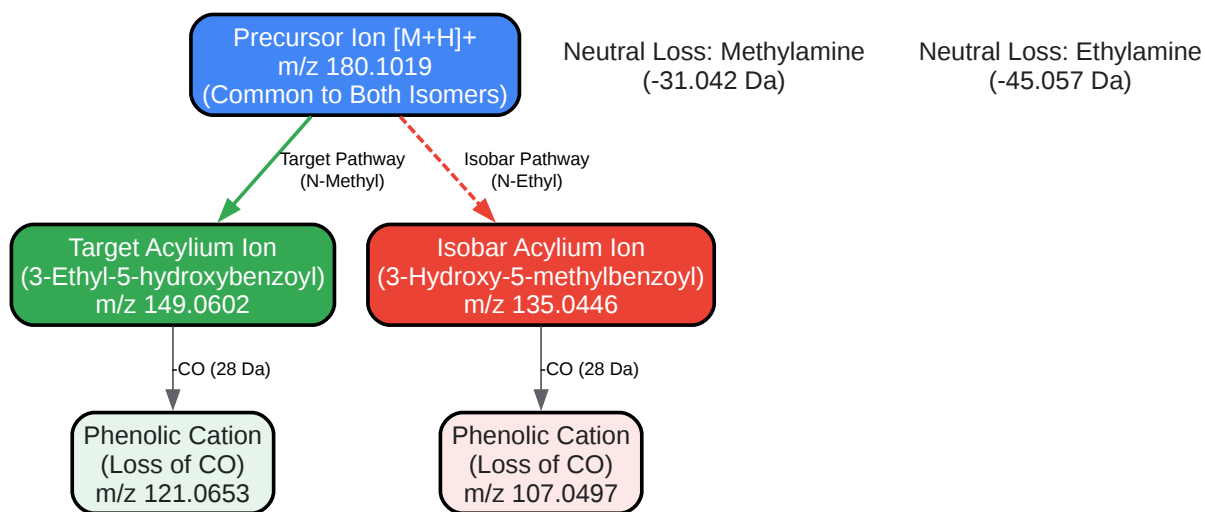 Precursor Ion [M+H]+
m/z 180.1019
(Common to Both Isomers)
Neutral Loss: Methylamine
(-31.042 Da)
Neutral Loss: Ethylamine
(-45.057 Da)
Target Pathway
(N-Methyl)
Isobar Pathway
(N-Ethyl)
Target Acylium Ion
(3-Ethyl-5-hydroxybenzoyl)
m/z 149.0602
Isobar Acylium Ion
(3-Hydroxy-5-methylbenzoyl)
m/z 135.0446
-CO (28 Da)
-CO (28 Da)
Phenolic Cation
(Loss of CO)
m/z 121.0653
Phenolic Cation
(Loss of CO)
m/z 107.0497